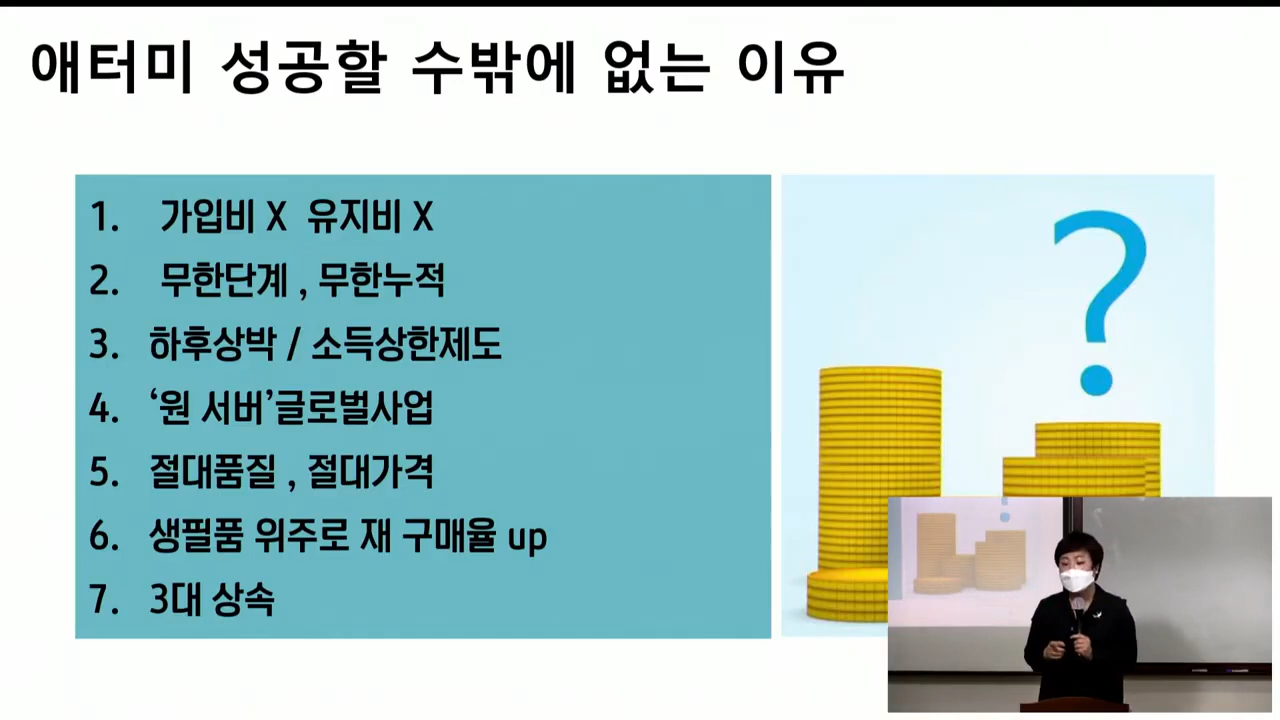 애터미 성공할 수밖에 없는 이유
1. 가입비 X 유지비 X
2. 무한단계 , 무한누적
3. 하후상박 / 소득상한제도
4. ‘원 서버’글로벌사업
5. 절대품질 , 절대가격
6. 생필품 위주로 재 구매율 up
7. 3대 상속
?